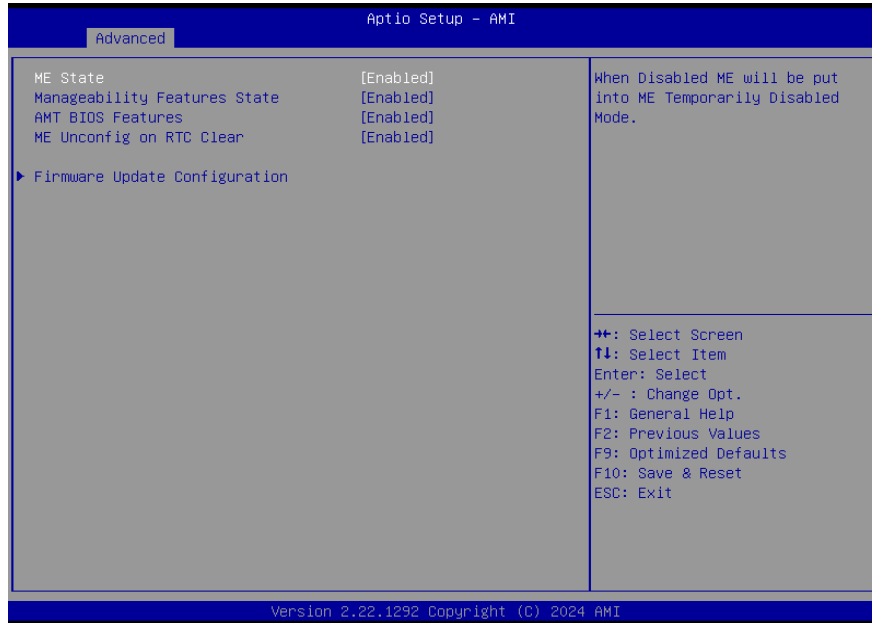 Aptio Setup – AMI
Advanced
ME State [Enabled]
Manageability Features State [Enabled]
AMT BIOS Features [Enabled]
ME Unconfig on RTC Clear [Enabled]
Firmware Update Configuration
When Disabled ME will be put
into ME Temporarily Disabled
Mode.
→←: Select Screen
↑↓: Select Item
Enter: Select
+/- : Change Opt.
F1: General Help
F2: Previous Values
F9: Optimized Defaults
F10: Save & Reset
ESC: Exit
Version 2.22.1292 Copyright (C) 2024 AMI